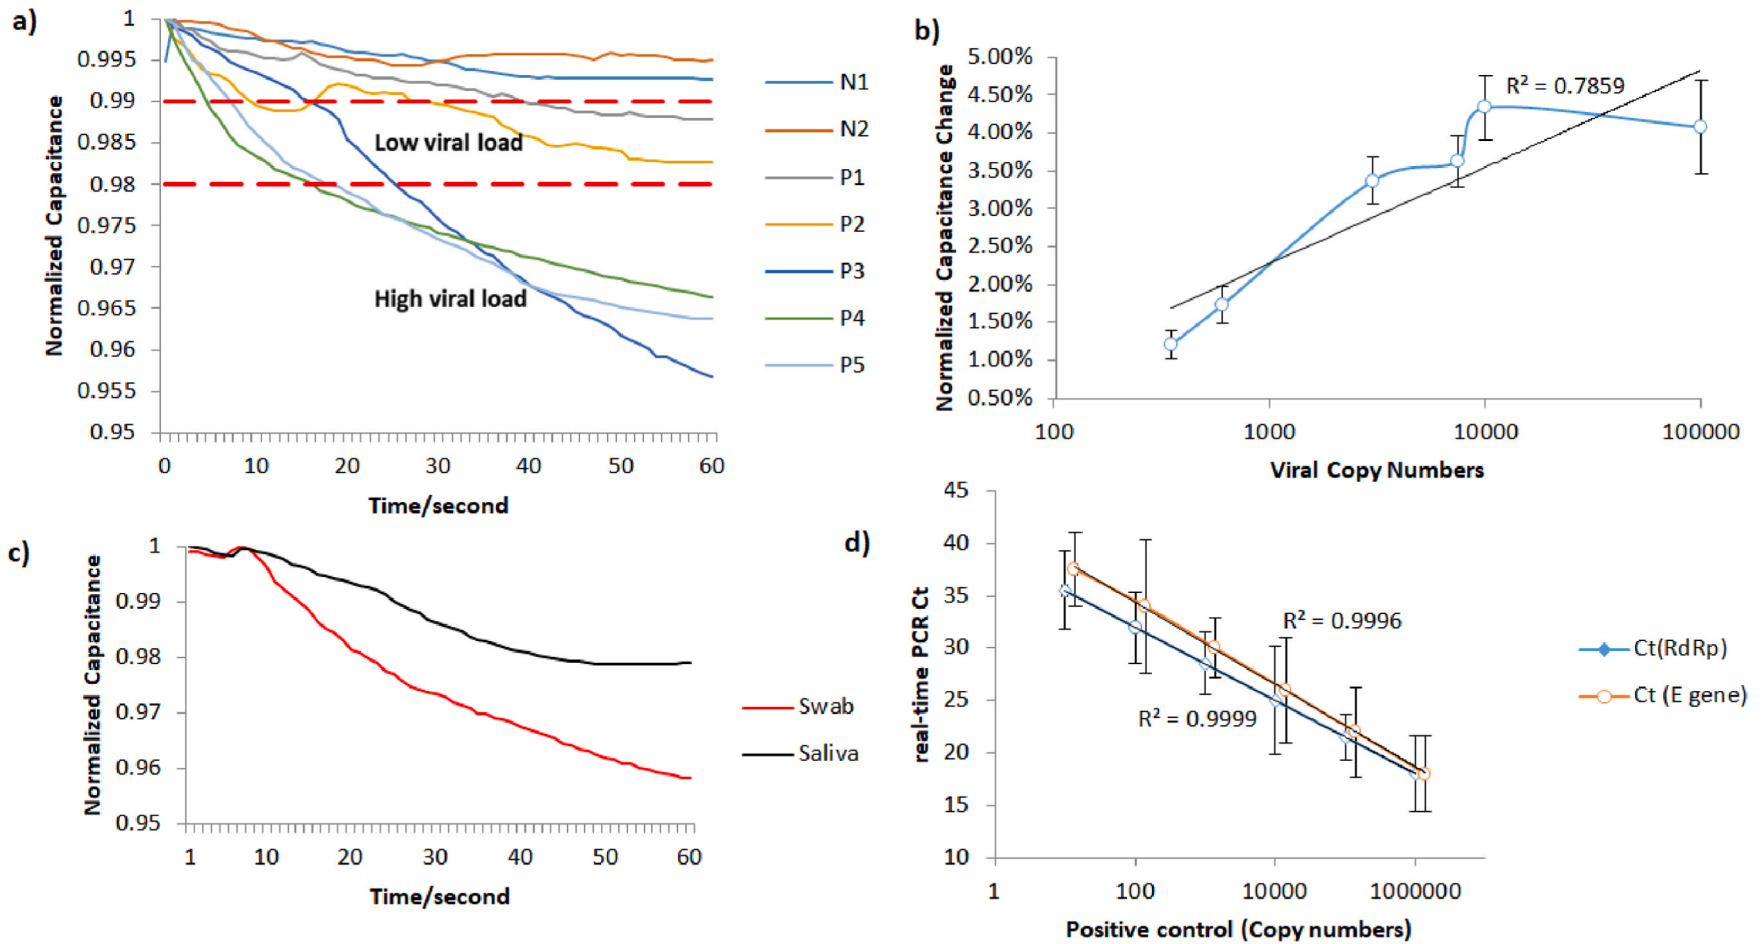 a)
1
0.995
0.99
0.985
0.98
0.975
0.97
0.965
0.96
0.955
0.95
Normalized Capacitance
Low viral load
High viral load
0 10 20 30 40 50 60
Time/second
N1
N2
P1
P2
P3
P4
P5
b)
5.00%
4.50%
4.00%
3.50%
3.00%
2.50%
2.00%
1.50%
1.00%
0.50%
Normalized Capacitance Change
R² = 0.7859
100 1000 10000 100000
Viral Copy Numbers
c)
1
0.99
0.98
0.97
0.96
0.95
Normalized Capacitance
1 10 20 30 40 50 60
Time/second
Swab
Saliva
d)
45
40
35
30
25
20
15
10
real-time PCR Ct
R² = 0.9996
R² = 0.9999
1 100 10000 1000000
Positive control (Copy numbers)
Ct(RdRp)
Ct (E gene)